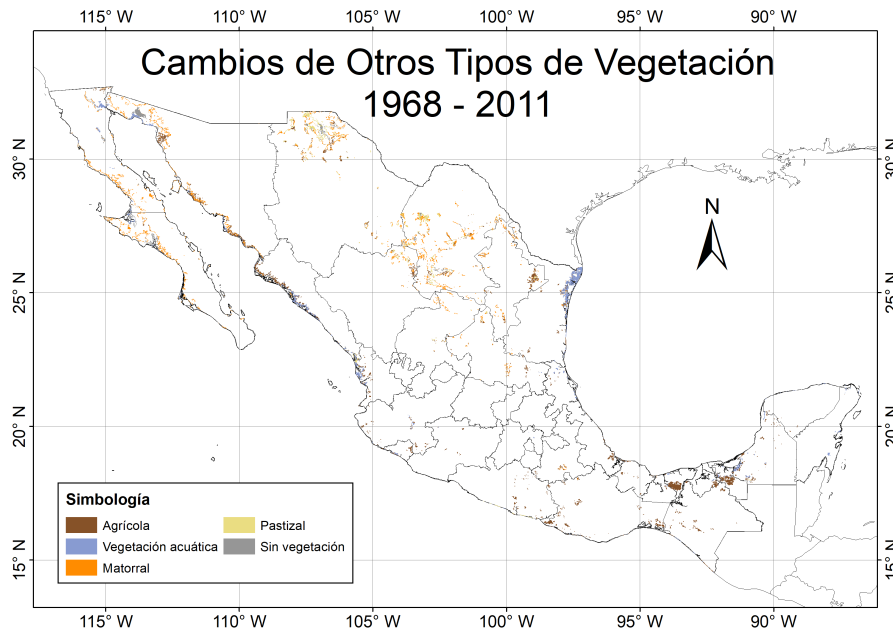 115° W 110° W 105° W 100° W 95° W 90° W
Cambios de Otros Tipos de Vegetación
1968 - 2011
30° N 30° N
N
25° N 25° N
20° N 20° N
Simbología
Agrícola Pastizal
Vegetación acuática Sin vegetación
Matorral
15° N 15° N
115° W 110° W 105° W 100° W 95° W 90° W